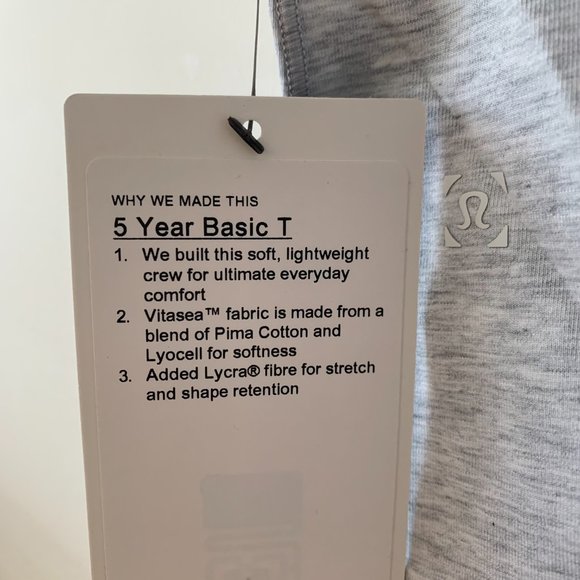 WHY WE MADE THIS
5 Year Basic T
1. We built this soft, lightweight
crew for ultimate everyday
comfort
2. Vitasea™ fabric is made from a
blend of Pima Cotton and
Lyocell for softness
3. Added Lycra® fibre for stretch
and shape retention